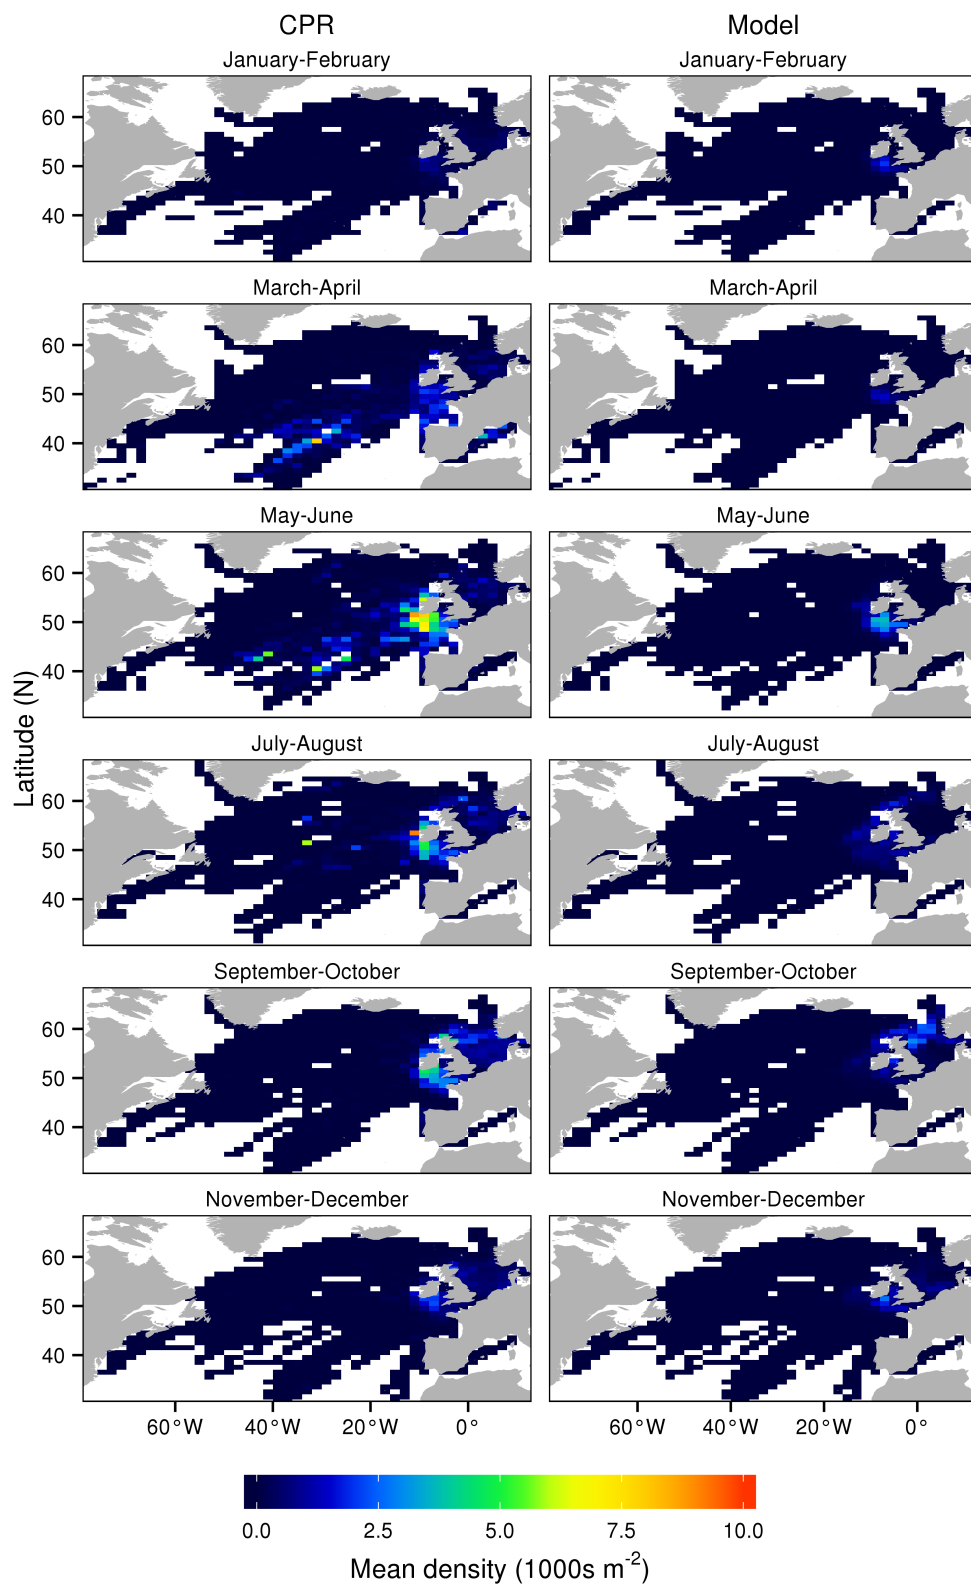 CPR
Model
January-February
January-February
60
50
40
March-April
March-April
60
50
40
May-June
May-June
60
50
40
Latitude (N)
July-August
July-August
60
50
40
September-October
September-October
60
50
40
November-December
November-December
60
50
40
60°W 40°W 20°W 0° 60°W 40°W 20°W 0°
0.0 2.5 5.0 7.5 10.0
Mean density (1000s m⁻²)